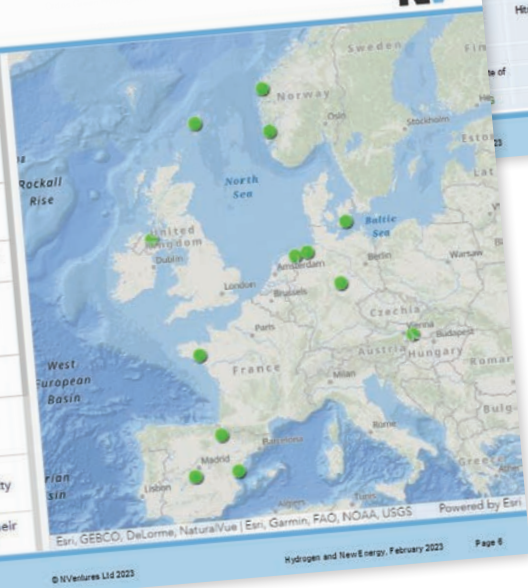 Sweden
Norway
Oslo
Stockholm
Rockall
Rise
North
Sea
Baltic
Sea
United
Kingdom
Dublin
Amsterdam
Berlin
Warsaw
London
Brussels
Paris
Czechia
Vienna
Budapest
Austria
Hungary
West
European
Basin
France
Milan
Rome
Barcelona
Madrid
Lisbon
Algiers
Tunis
Esri, GEBCO, DeLorme, NaturalVue | Esri, Garmin, FAO, NOAA, USGS
Powered by Esri
© NVentures Ltd 2023
Hydrogen and New Energy, February 2023
Page 6